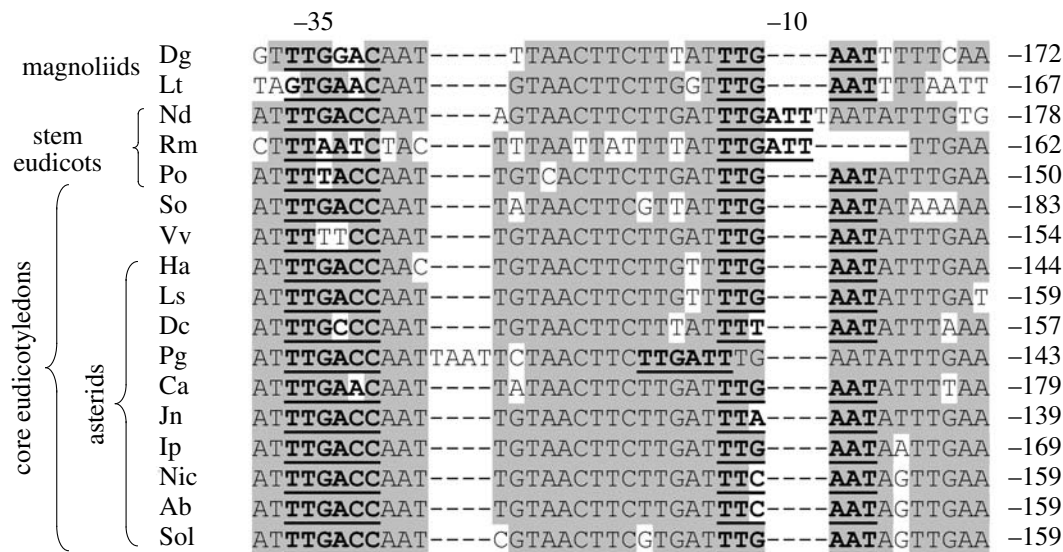 –35 –10
magnoliids
stem eudicots
core eudicotyledons
asterids
Dg GTTTGGACAAT-----TTAACTTCTTTATTTG----AATTTTTCAA –172
Lt TAGTGAACAAT-----GTAACTTCTTGGTTTG----AATTTTAATT –167
Nd ATTTGACCAAT----AGTAACTTCTTGATTTGATTTAATATTTGTG –178
Rm CTTTAATCTAC----TTTAATTATTTTATTTGATT------TTGAA –162
Po ATTTTACCAAT----TGTCACTTCTTGATTTG----AATATTTGAA –150
So ATTTGACCAAT----TATAACTTCGTTATTTG----AATATAAAAA –183
Vv ATTTTTCCAAT----TGTAACTTCTTGATTTG----AATATTTGAA –154
Ha ATTTGACCAAC----TGTAACTTCTTGTTTTG----AATATTTGAA –144
Ls ATTTGACCAAT----TGTAACTTCTTGTTTTG----AATATTTGAT –159
Dc ATTTGCCCAAT----TGTAACTTCTTTATTTT----AATATTTAAA –157
Pg ATTTGACCAATTAATTCTAACTTCTTGATTTG----AATATTTGAA –143
Ca ATTTGAACAAT----TATAACTTCTTGATTTG----AATATTTTAA –179
Jn ATTTGACCAAT----TGTAACTTCTTGATTTA----AATATTTGAA –139
Ip ATTTGACCAAT----TGTAACTTCTTGATTTG----AATAATTGAA –169
Nic ATTTGACCAAT----TGTAACTTCTTGATTTC----AATAGTTGAA –159
Ab ATTTGACCAAT----TGTAACTTCTTGATTTC----AATAGTTGAA –159
Sol ATTTGACCAAT----CGTAACTTCGTGATTTC----AATAGTTGAA –159